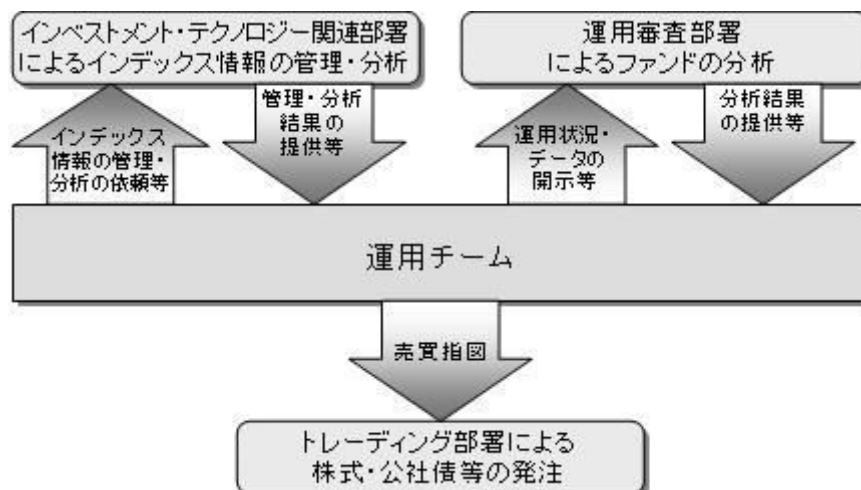 インベストメント・テクノロジー関連部署
によるインデックス情報の管理・分析
運用審査部署
によるファンドの分析
インデックス
情報の管理・
分析の依頼等
管理・分析
結果の
提供等
運用状況・
データの
開示等
分析結果
の提供等
運用チーム
売買指図
トレーディング部署による
株式・公社債等の発注